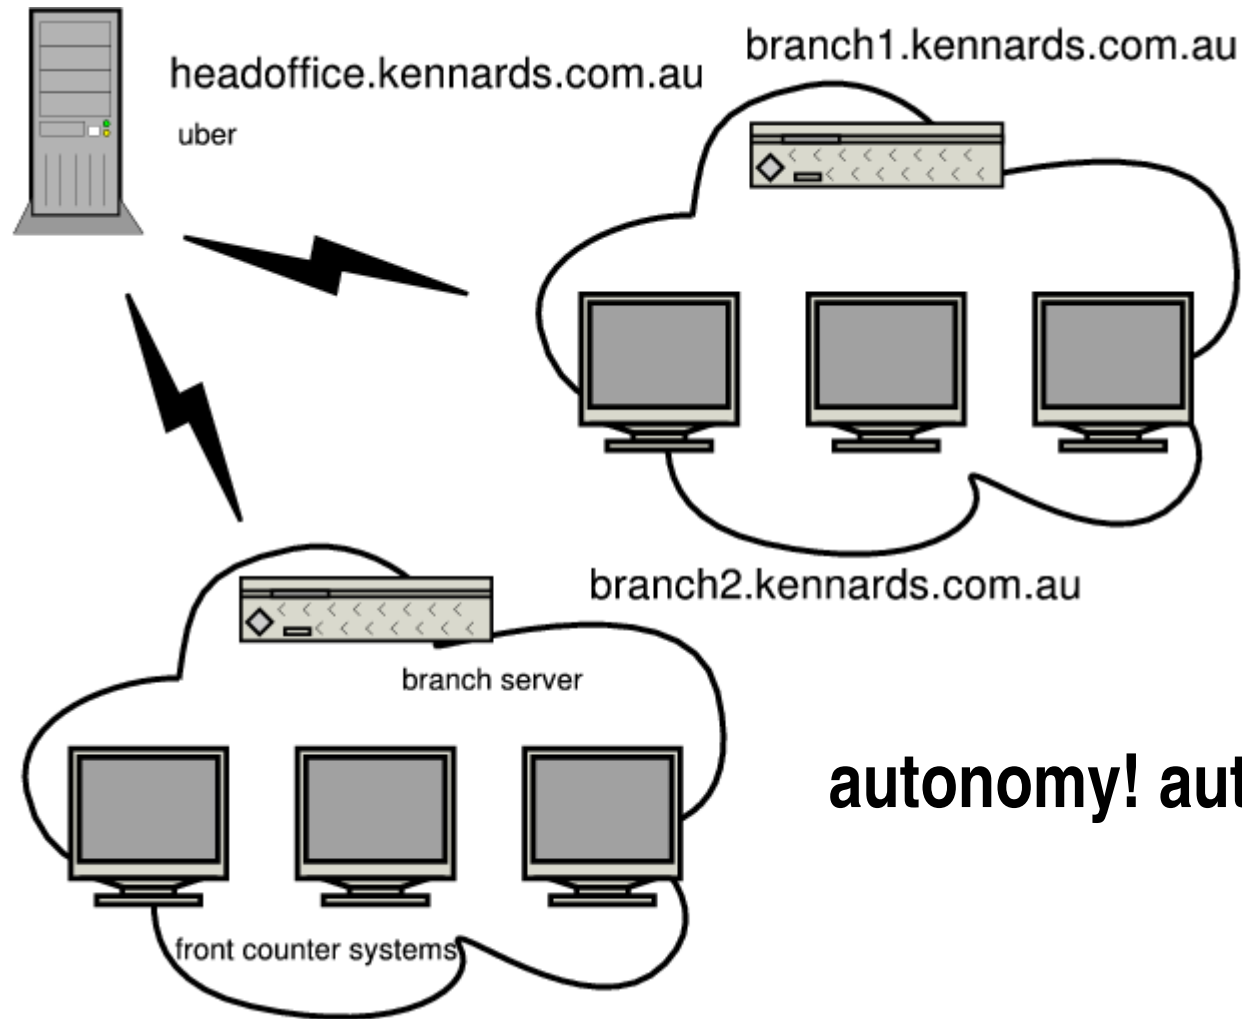 branch1.kennards.com.au
headoffice.kennards.com.au
uber
branch2.kennards.com.au
branch server
autonomy! aut
front counter systems